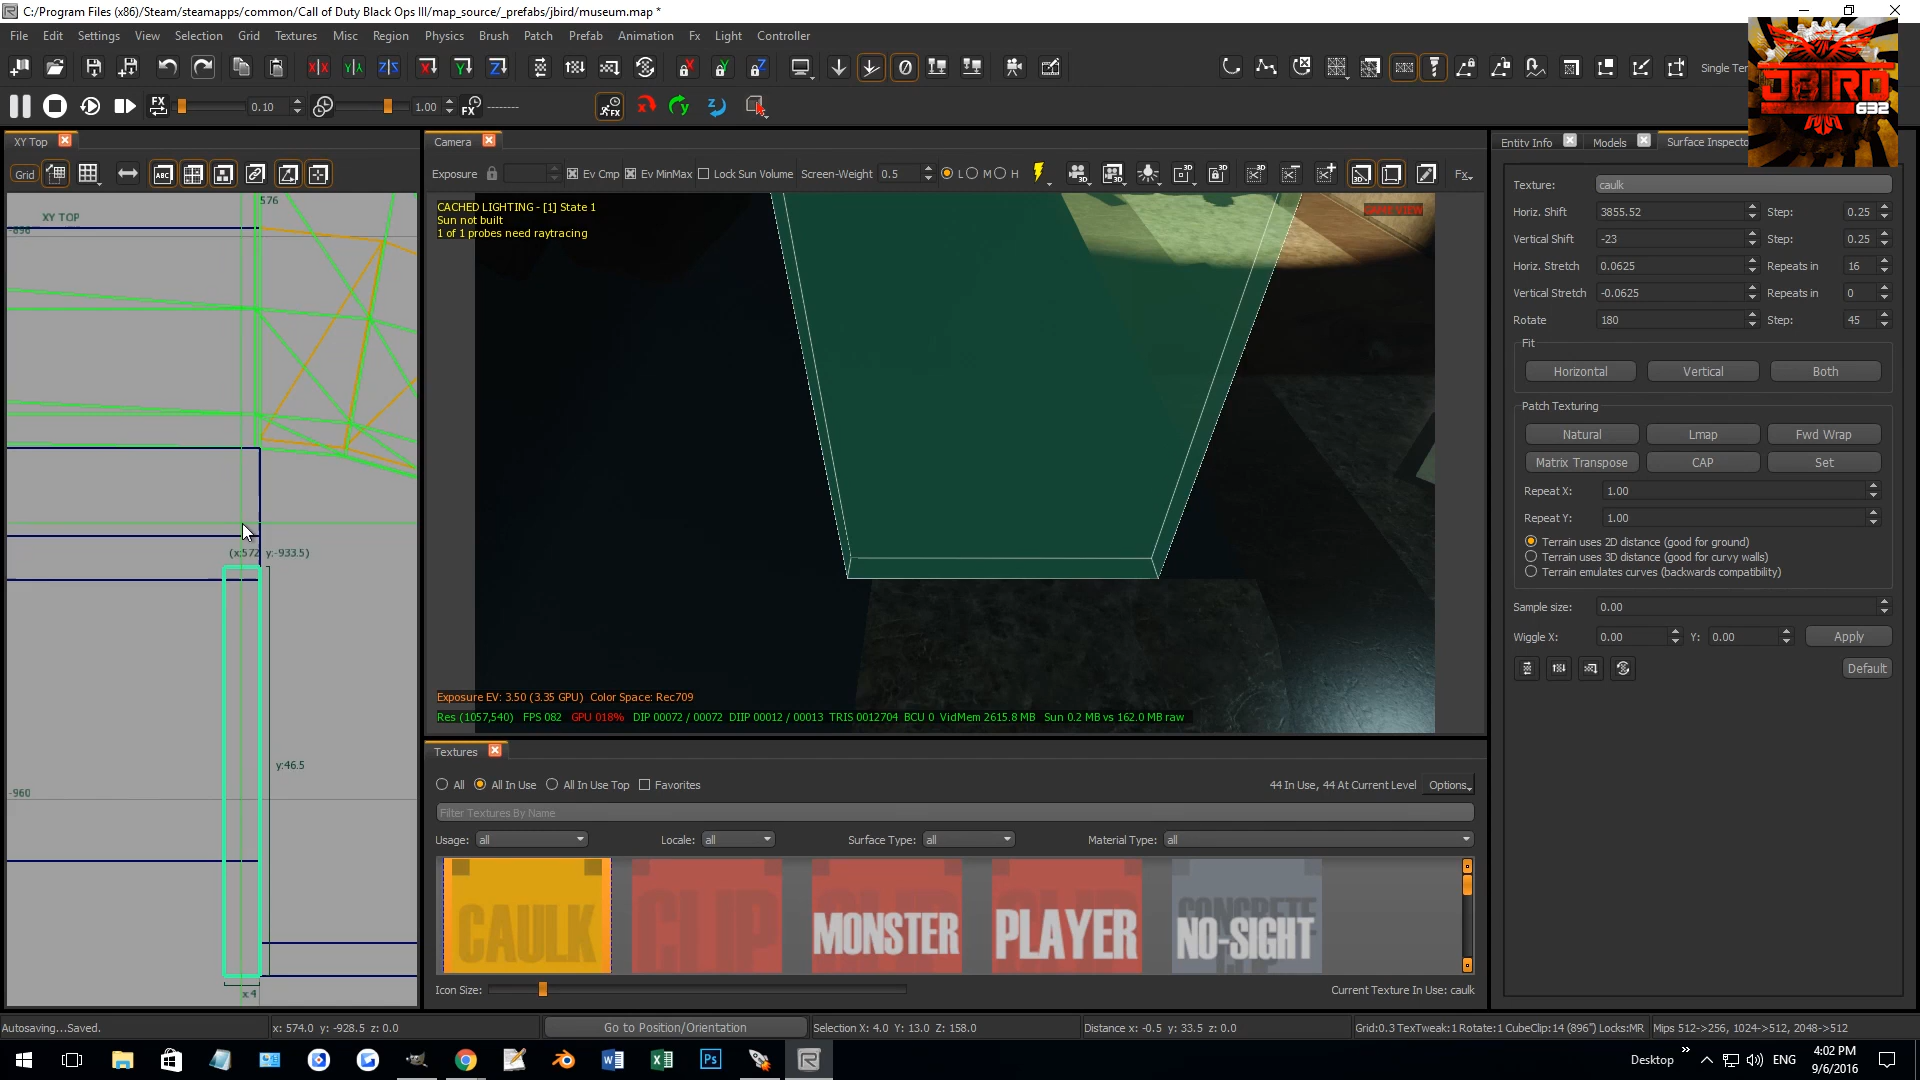 C:/Program Files (x86)/Steam/steamapps/common/Call of Duty Black Ops III/map_source/_prefabs/jbird/museum.map *
File Edit Settings View Selection Grid Textures Misc Region Physics Brush Patch Prefab Animation Fx Light Controller
Single Ter
JBIRD
632
FX 0.10 1.00 FX --------
XY Top
Camera
Entity Info Models Surface Inspecto
Grid
ABC
Exposure Ev Cmp Ev MinMax Lock Sun Volume Screen-Weight 0.5 L M H Fx
576
XY TOP
-896
(x:572 y:-933.5)
y:46.5
-960
x:4
CACHED LIGHTING - [1] State 1
Sun not built
1 of 1 probes need raytracing
GAME VIEW
Exposure EV: 3.50 (3.35 GPU) Color Space: Rec709
Res (1057,540) FPS 082 GPU 018% DIP 00072 / 00072 DIIP 00012 / 00013 TRIS 0012704 BCU 0 VidMem 2615.8 MB Sun 0.2 MB vs 162.0 MB raw
Texture: caulk
Horiz. Shift 3855.52 Step: 0.25
Vertical Shift -23 Step: 0.25
Horiz. Stretch 0.0625 Repeats in 16
Vertical Stretch -0.0625 Repeats in 0
Rotate 180 Step: 45
Fit
Horizontal Vertical Both
Patch Texturing
Natural Lmap Fwd Wrap
Matrix Transpose CAP Set
Repeat X: 1.00
Repeat Y: 1.00
Terrain uses 2D distance (good for ground)
Terrain uses 3D distance (good for curvy walls)
Terrain emulates curves (backwards compatibility)
Sample size: 0.00
Wiggle X: 0.00 Y: 0.00 Apply
Default
Textures
All All In Use All In Use Top Favorites 44 In Use, 44 At Current Level Options
Filter Textures By Name
Usage: all Locale: all Surface Type: all Material Type: all
CAULK
CLIP
MONSTER
PLAYER
CONCRETE
NO-SIGHT
Icon Size: Current Texture In Use: caulk
Autosaving...Saved. x: 574.0 y: -928.5 z: 0.0 Go to Position/Orientation Selection X: 4.0 Y: 13.0 Z: 158.0 Distance x: -0.5 y: 33.5 z: 0.0 Grid:0.3 TexTweak:1 Rotate:1 CubeClip:14 (896") Locks:MR Mips 512->256, 1024->512, 2048->512
Desktop ENG 4:02 PM
9/6/2016